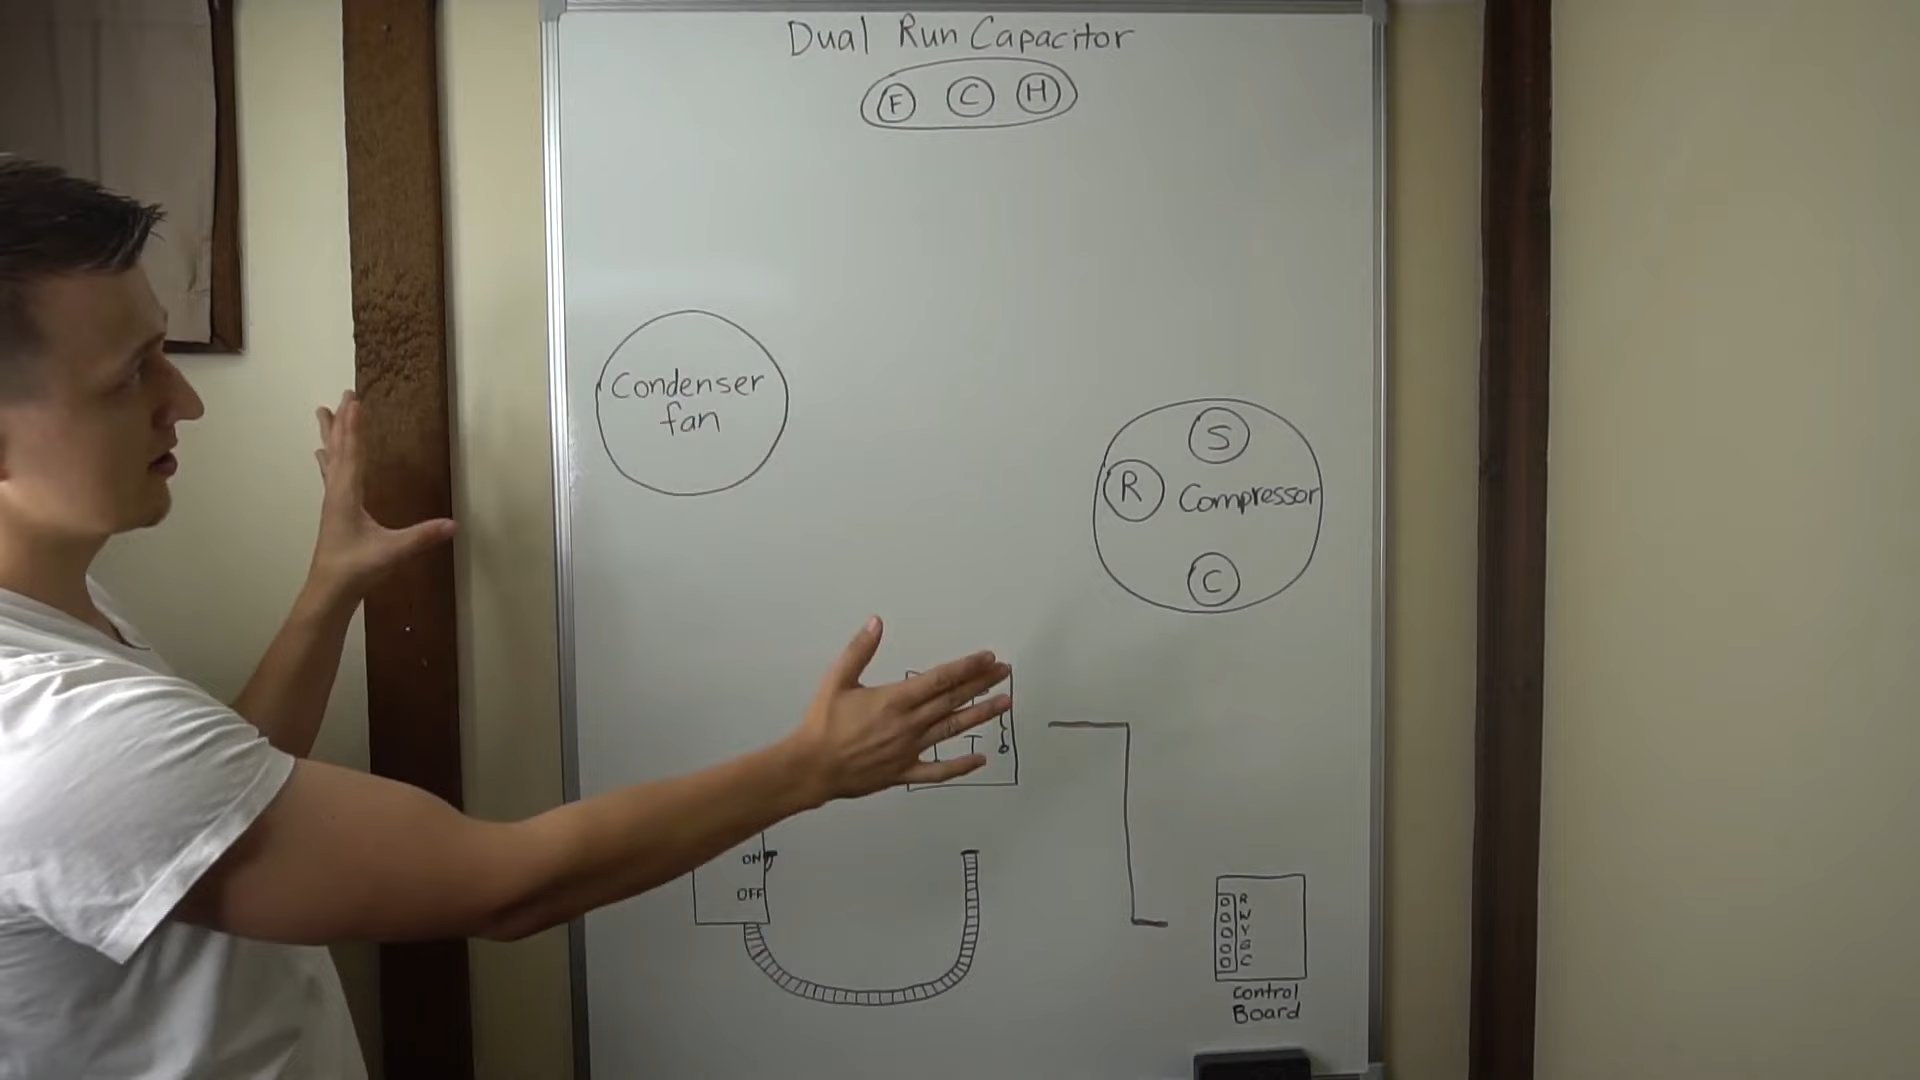 Dual Run Capacitor
F C H
Condenser
fan
S
R Compressor
C
T
ON
OFF
R
W
Y
G
C
Control
Board